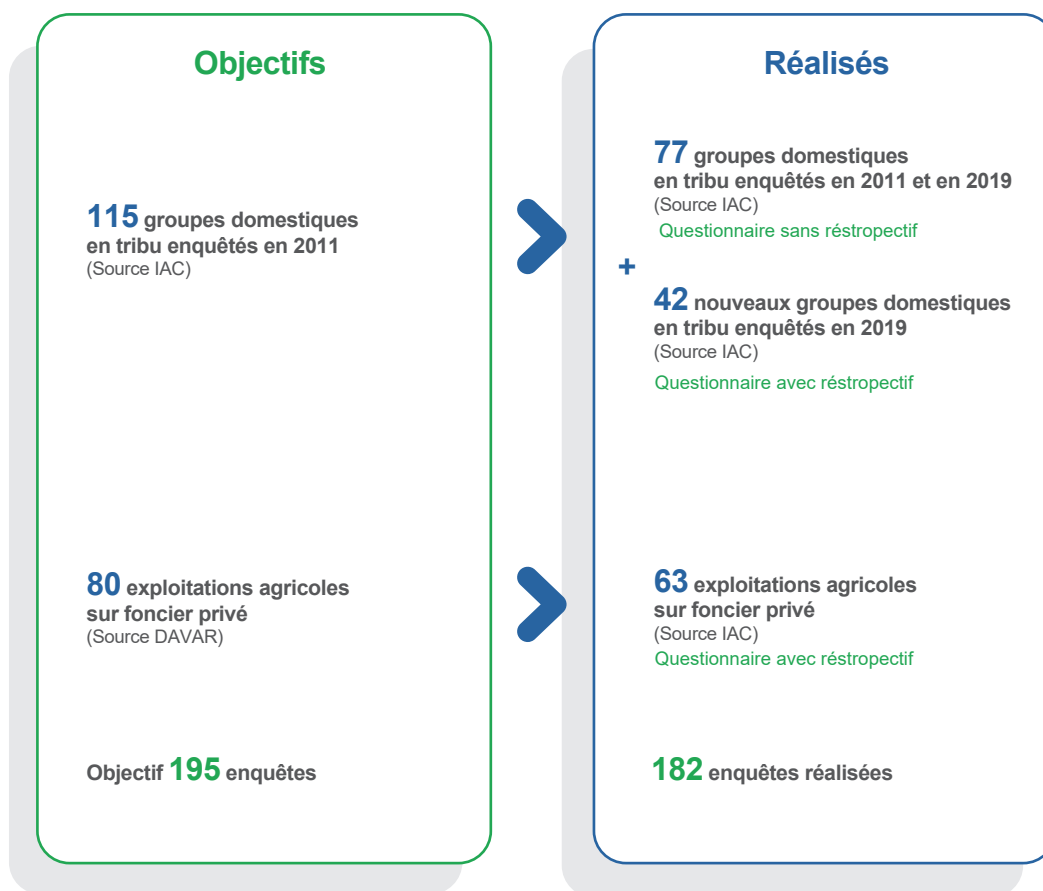 Objectifs
115 groupes domestiques
en tribu enquêtés en 2011
(Source IAC)
80 exploitations agricoles
sur foncier privé
(Source DAVAR)
Objectif 195 enquêtes
Réalisés
77 groupes domestiques
en tribu enquêtés en 2011 et en 2019
(Source IAC)
Questionnaire sans réstropectif
+
42 nouveaux groupes domestiques
en tribu enquêtés en 2019
(Source IAC)
Questionnaire avec réstropectif
63 exploitations agricoles
sur foncier privé
(Source IAC)
Questionnaire avec réstropectif
182 enquêtes réalisées